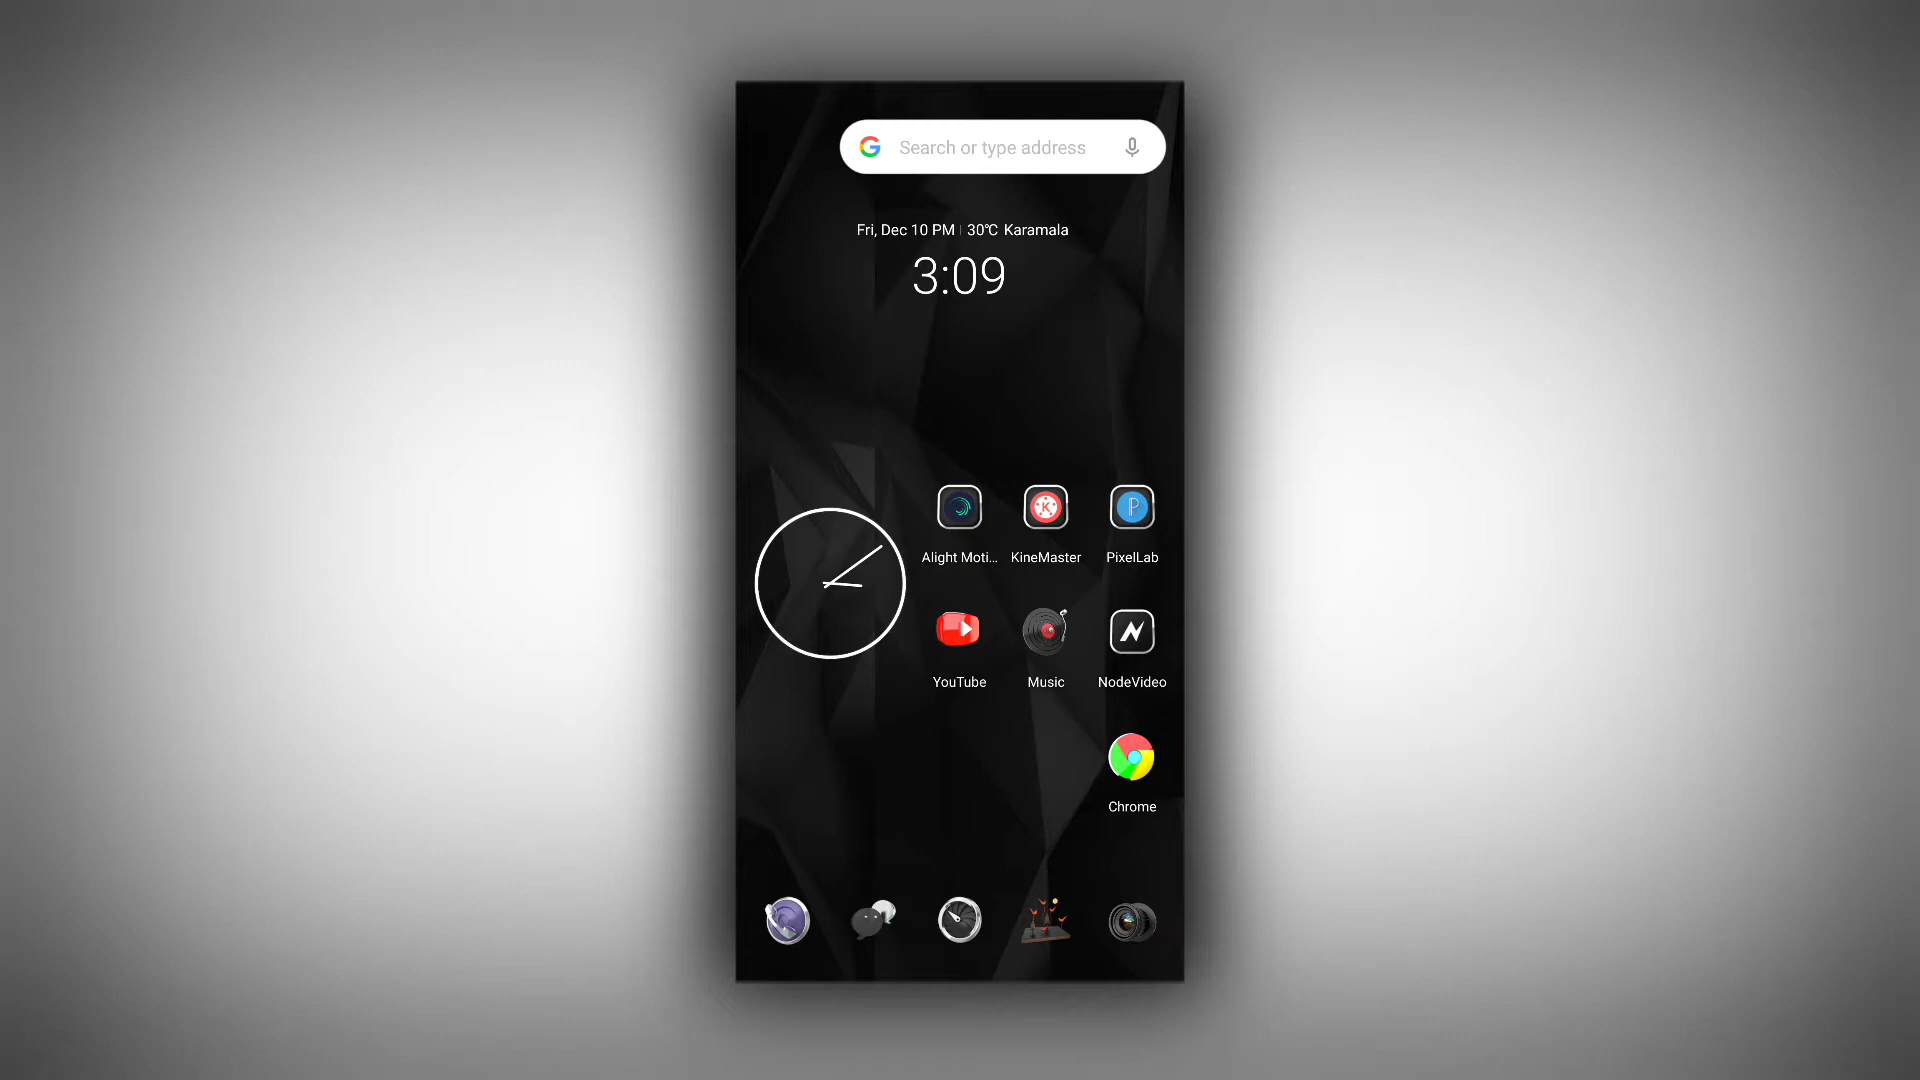 Search or type address
Fri, Dec 10 PM | 30℃ Karamala
3:09
Alight Moti... KineMaster PixelLab
YouTube Music NodeVideo
Chrome